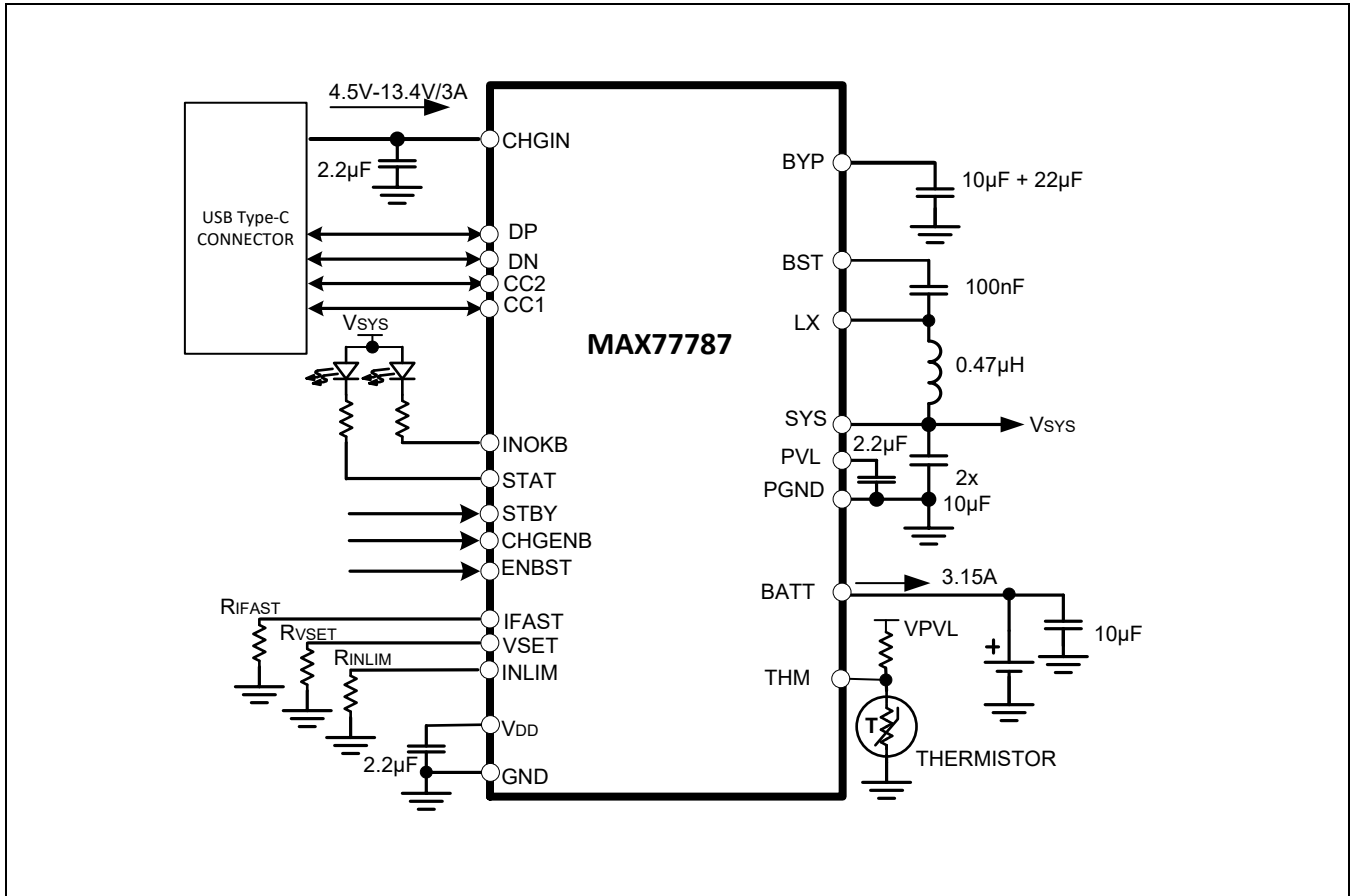 4.5V-13.4V/3A
CHGIN
2.2µF
USB Type-C
CONNECTOR
DP
DN
CC2
CC1
VSYS
INOKB
STAT
STBY
CHGENB
ENBST
RIFAST
IFAST
RVSET
VSET
RINLIM
INLIM
VDD
2.2µF
GND
MAX77787
BYP
10µF + 22µF
BST
100nF
LX
0.47µH
SYS
VSYS
2.2µF
PVL
2x
10µF
PGND
BATT
3.15A
10µF
+
VPVL
THM
T
THERMISTOR